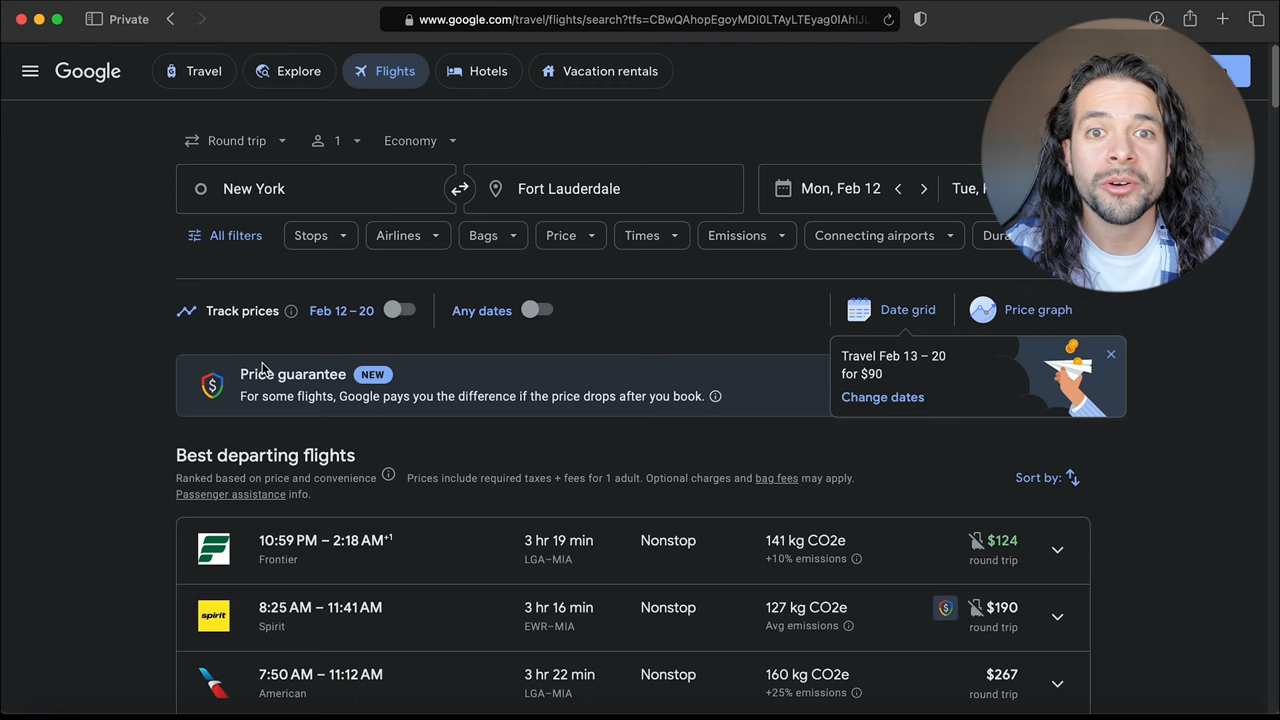 Private
www.google.com/travel/flights/search?tfs=CBwQAhopEgoyMDI0LTAyLTEyag0IAhIJL
Google
Travel
Explore
Flights
Hotels
Vacation rentals
Round trip
1
Economy
New York
Fort Lauderdale
Mon, Feb 12
Tue,
All filters
Stops
Airlines
Bags
Price
Times
Emissions
Connecting airports
Track prices
Feb 12 – 20
Any dates
Date grid
Price graph
Travel Feb 13 – 20
for $90
Change dates
Price guarantee NEW
For some flights, Google pays you the difference if the price drops after you book.
Best departing flights
Ranked based on price and convenience
Prices include required taxes + fees for 1 adult. Optional charges and bag fees may apply.
Passenger assistance info.
Sort by:
10:59 PM – 2:18 AM+1
3 hr 19 min
Nonstop
141 kg CO2e
$124
Frontier
LGA–MIA
+10% emissions
round trip
8:25 AM – 11:41 AM
3 hr 16 min
Nonstop
127 kg CO2e
$190
spirit
Spirit
EWR–MIA
Avg emissions
round trip
7:50 AM – 11:12 AM
3 hr 22 min
Nonstop
160 kg CO2e
$267
American
LGA–MIA
+25% emissions
round trip